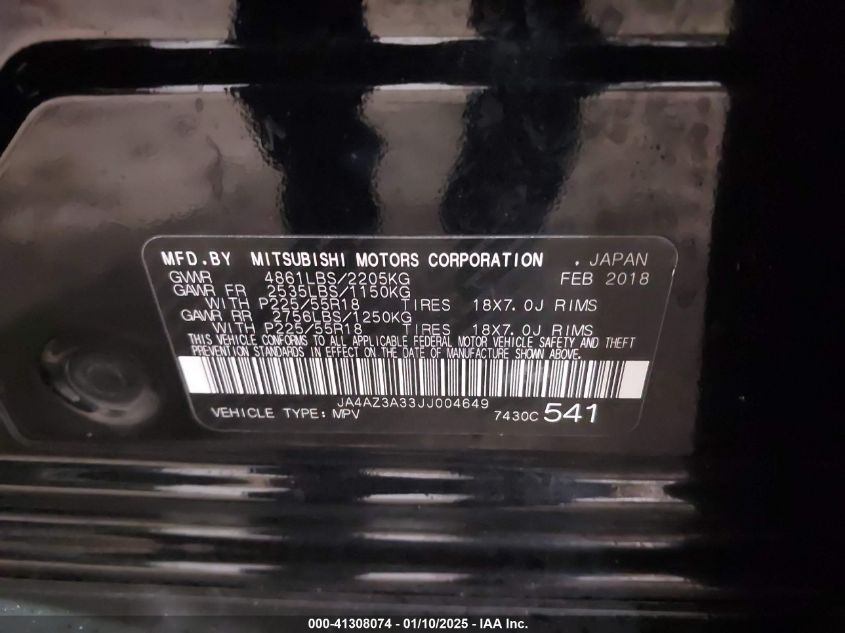 MFD.BY MITSUBISHI MOTORS CORPORATION . JAPAN
GVWR 4861LBS/2205KG FEB 2018
GAWR FR 2535LBS/1150KG
WITH P225/55R18 TIRES 18X7.0J RIMS
GAWR RR 2756LBS/1250KG
WITH P225/55R18 TIRES 18X7.0J RIMS
THIS VEHICLE CONFORMS TO ALL APPLICABLE FEDERAL MOTOR VEHICLE SAFETY AND THEFT
PREVENTION STANDARDS IN EFFECT ON THE DATE OF MANUFACTURE SHOWN ABOVE.
JA4AZ3A33JJ004649
VEHICLE TYPE: MPV 7430C 541
000-41308074 - 01/10/2025 - IAA Inc.